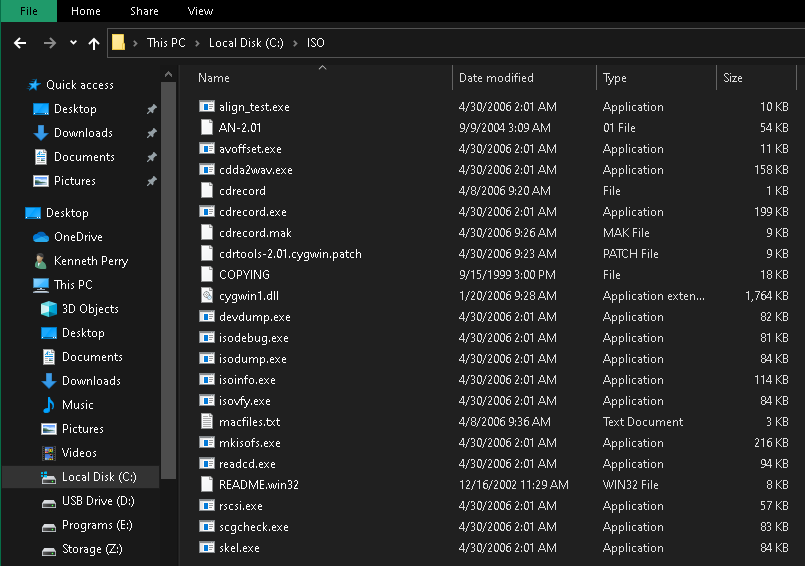 File Home Share View
This PC Local Disk (C:) ISO
Quick access
Desktop
Downloads
Documents
Pictures
Desktop
OneDrive
Kenneth Perry
This PC
3D Objects
Desktop
Documents
Downloads
Music
Pictures
Videos
Local Disk (C:)
USB Drive (D:)
Programs (E:)
Storage (Z:)
Name Date modified Type Size
align_test.exe 4/30/2006 2:01 AM Application 10 KB
AN-2.01 9/9/2004 3:09 AM 01 File 54 KB
avoffset.exe 4/30/2006 2:01 AM Application 11 KB
cdda2wav.exe 4/30/2006 2:01 AM Application 158 KB
cdrecord 4/8/2006 9:20 AM File 1 KB
cdrecord.exe 4/30/2006 2:01 AM Application 199 KB
cdrecord.mak 4/30/2006 9:26 AM MAK File 9 KB
cdrtools-2.01.cygwin.patch 4/30/2006 9:23 AM PATCH File 9 KB
COPYING 9/15/1999 3:00 PM File 18 KB
cygwin1.dll 1/20/2006 9:28 AM Application exten... 1,764 KB
devdump.exe 4/30/2006 2:01 AM Application 82 KB
isodebug.exe 4/30/2006 2:01 AM Application 81 KB
isodump.exe 4/30/2006 2:01 AM Application 84 KB
isoinfo.exe 4/30/2006 2:01 AM Application 114 KB
isovfy.exe 4/30/2006 2:01 AM Application 84 KB
macfiles.txt 4/8/2006 9:36 AM Text Document 3 KB
mkisofs.exe 4/30/2006 2:01 AM Application 216 KB
readcd.exe 4/30/2006 2:01 AM Application 94 KB
README.win32 12/16/2002 11:29 AM WIN32 File 8 KB
rscsi.exe 4/30/2006 2:01 AM Application 57 KB
scgcheck.exe 4/30/2006 2:01 AM Application 83 KB
skel.exe 4/30/2006 2:01 AM Application 84 KB